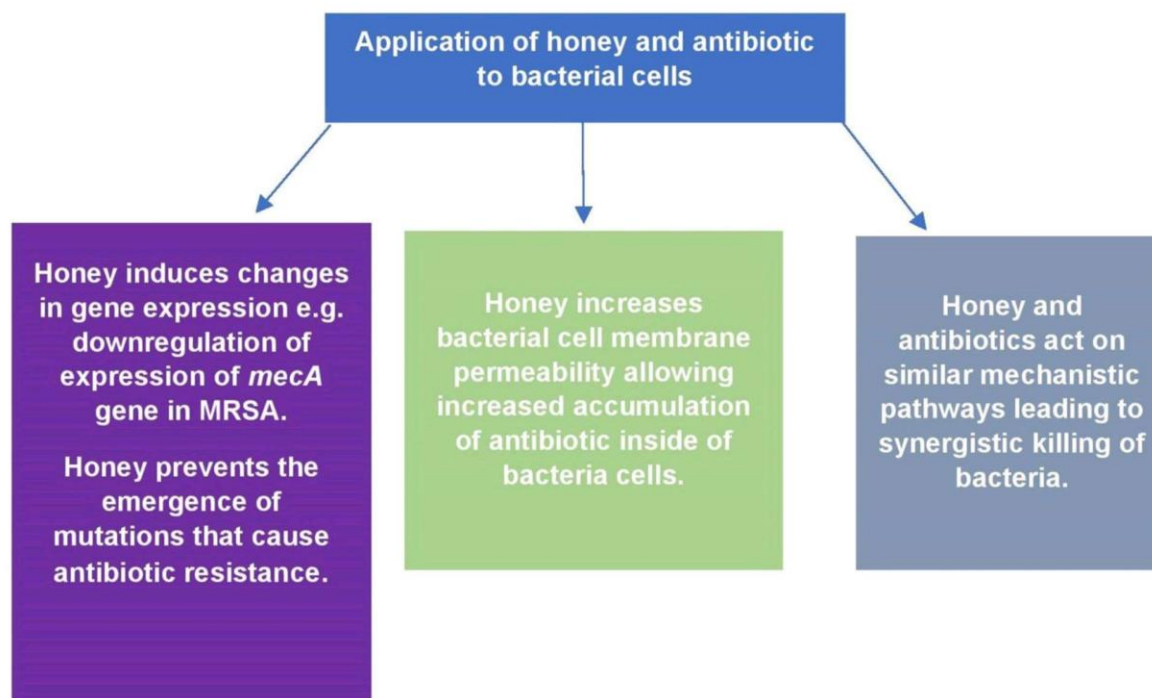 Application of honey and antibiotic
to bacterial cells
Honey induces changes
in gene expression e.g.
downregulation of
expression of mecA
gene in MRSA.
Honey prevents the
emergence of
mutations that cause
antibiotic resistance.
Honey increases
bacterial cell membrane
permeability allowing
increased accumulation
of antibiotic inside of
bacteria cells.
Honey and
antibiotics act on
similar mechanistic
pathways leading to
synergistic killing of
bacteria.